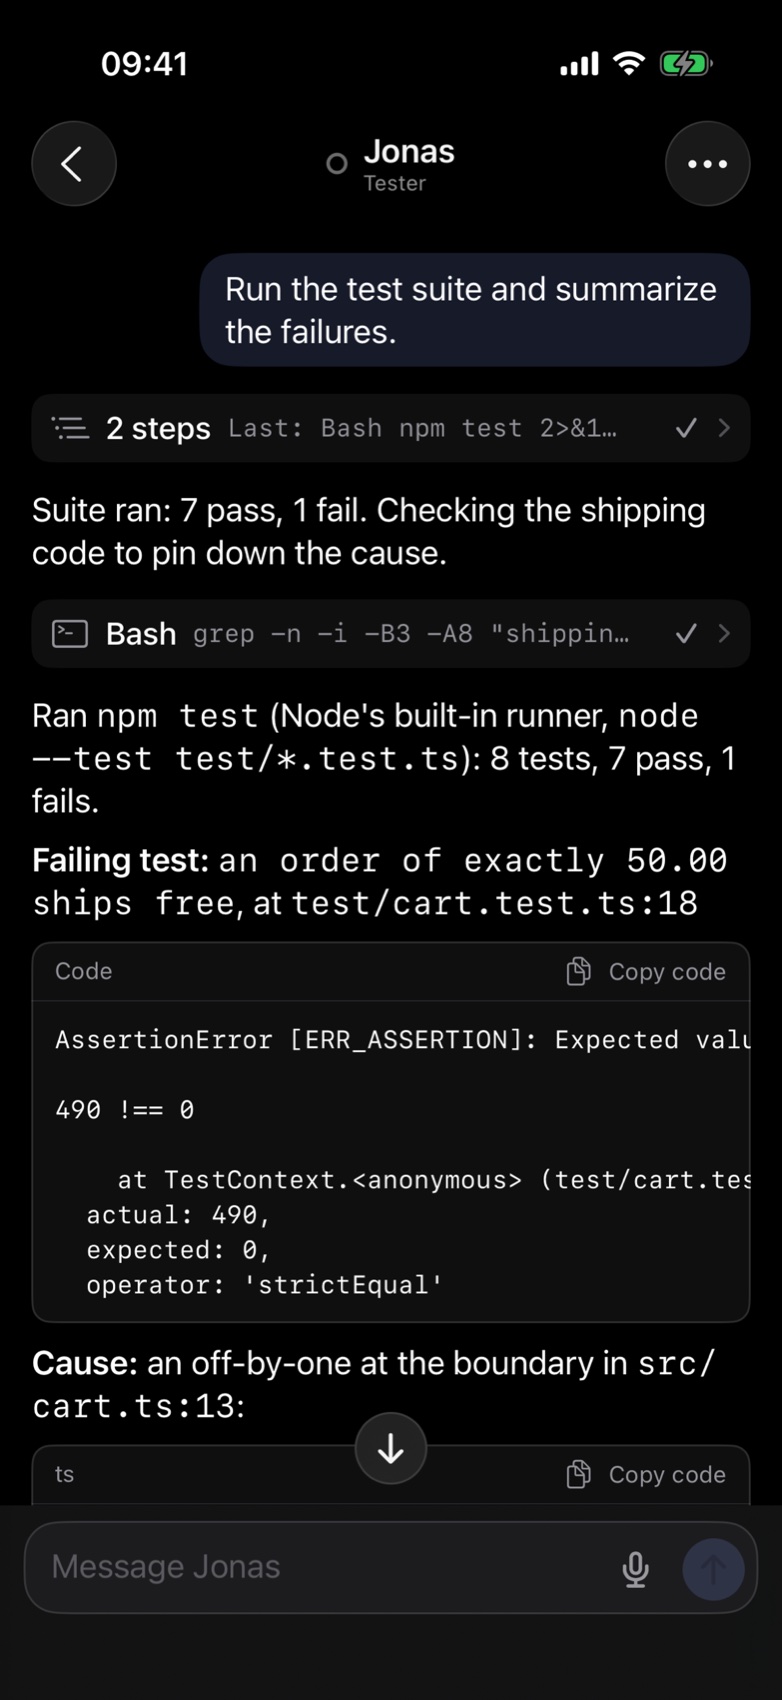 09:41
Jonas
Tester
Run the test suite and summarize
the failures.
2 steps Last: Bash npm test 2>&1…
Suite ran: 7 pass, 1 fail. Checking the shipping
code to pin down the cause.
Bash grep -n -i -B3 -A8 "shippin…
Ran npm test (Node's built-in runner, node
--test test/*.test.ts): 8 tests, 7 pass, 1
fails.
Failing test: an order of exactly 50.00
ships free, at test/cart.test.ts:18
Code Copy code
AssertionError [ERR_ASSERTION]: Expected valu
490 !== 0
at TestContext.<anonymous> (test/cart.tes
actual: 490,
expected: 0,
operator: 'strictEqual'
Cause: an off-by-one at the boundary in src/
cart.ts:13:
ts Copy code
Message Jonas